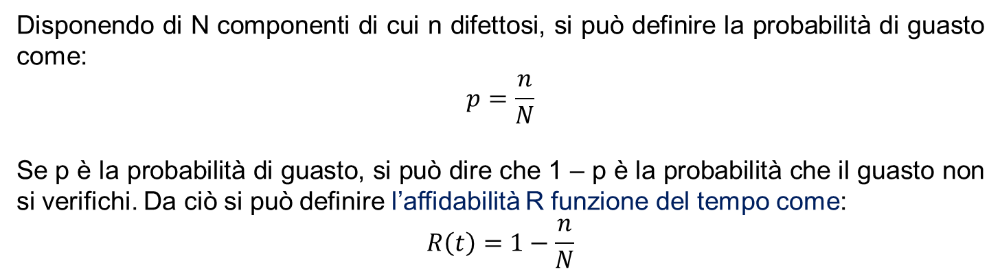 Disponendo di N componenti di cui n difettosi, si può definire la probabilità di guasto
come:
p = n/N
Se p è la probabilità di guasto, si può dire che 1 – p è la probabilità che il guasto non
si verifichi. Da ciò si può definire l’affidabilità R funzione del tempo come:
R(t) = 1 − n/N